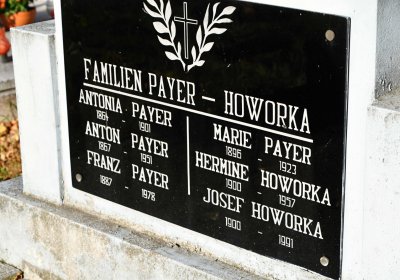 FAMILIEN PAYER – HOWORKA
ANTONIA PAYER
1864 - 1901
ANTON PAYER
1867 - 1951
FRANZ PAYER
1887 - 1978
MARIE PAYER
1896 - 1923
HERMINE HOWORKA
1900 - 1957
JOSEF HOWORKA
1900 - 1991